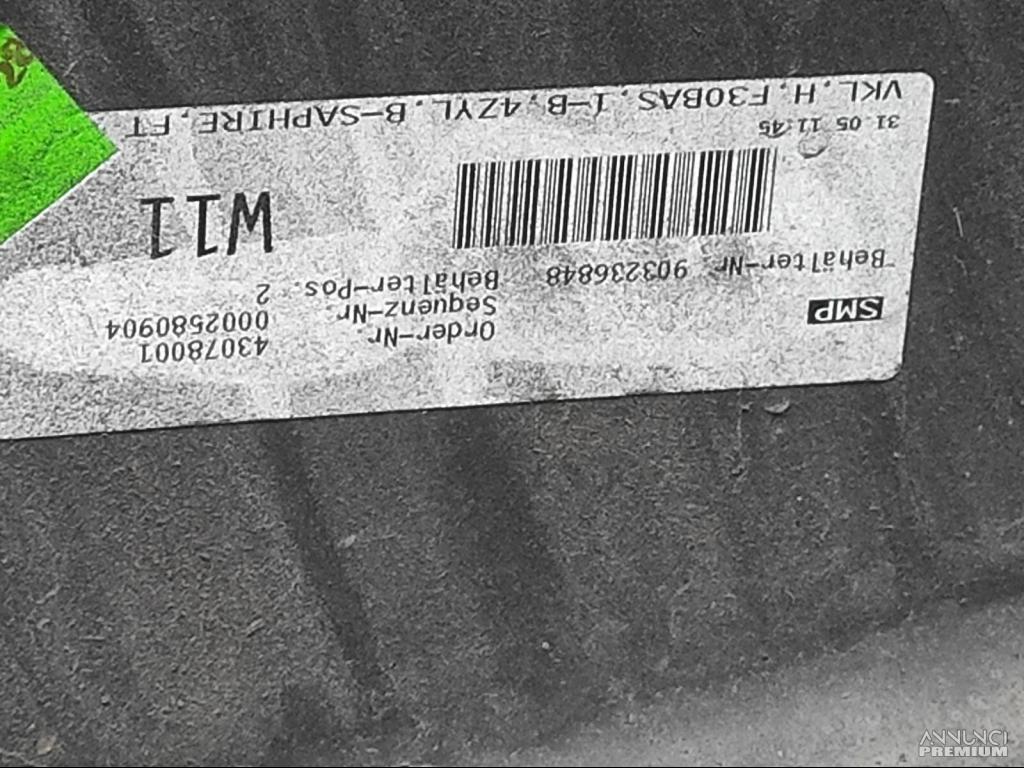 Order-Nr. 43078001
SMP Sequenz-Nr. 0002580904
Behälter-Nr 903236848 Behälter-Pos. 2
W11
31 05 11:45
VKL,H,F30BAS,I-B,4ZYL,B-SAPHIRE,FT
ANNUNCI
PREMIUM